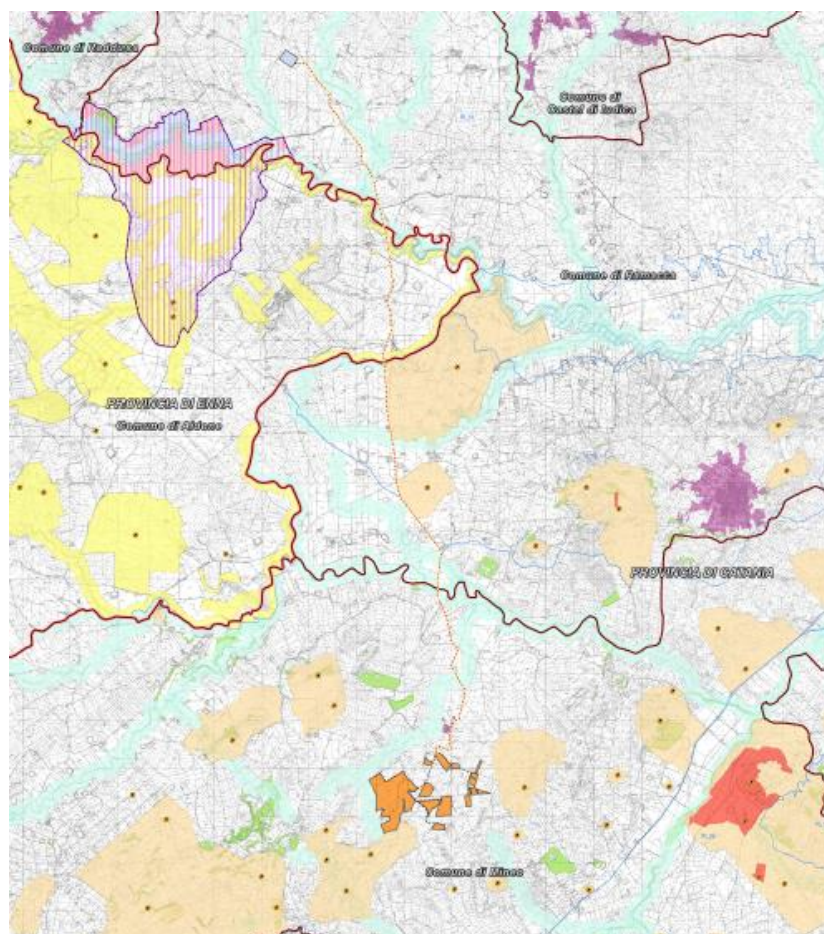 Comune di Raddusa
Comune di
Castel di Iudica
Comune di Ramacca
PROVINCIA DI ENNA
Comune di Aidone
PROVINCIA DI CATANIA
Comune di Mineo